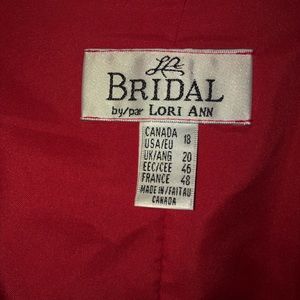 LA
BRIDAL
by/par LORI ANN
CANADA
USA/EU 18
UK/ANG 20
EEC/CEE 46
FRANCE 48
MADE IN/FAIT AU
CANADA